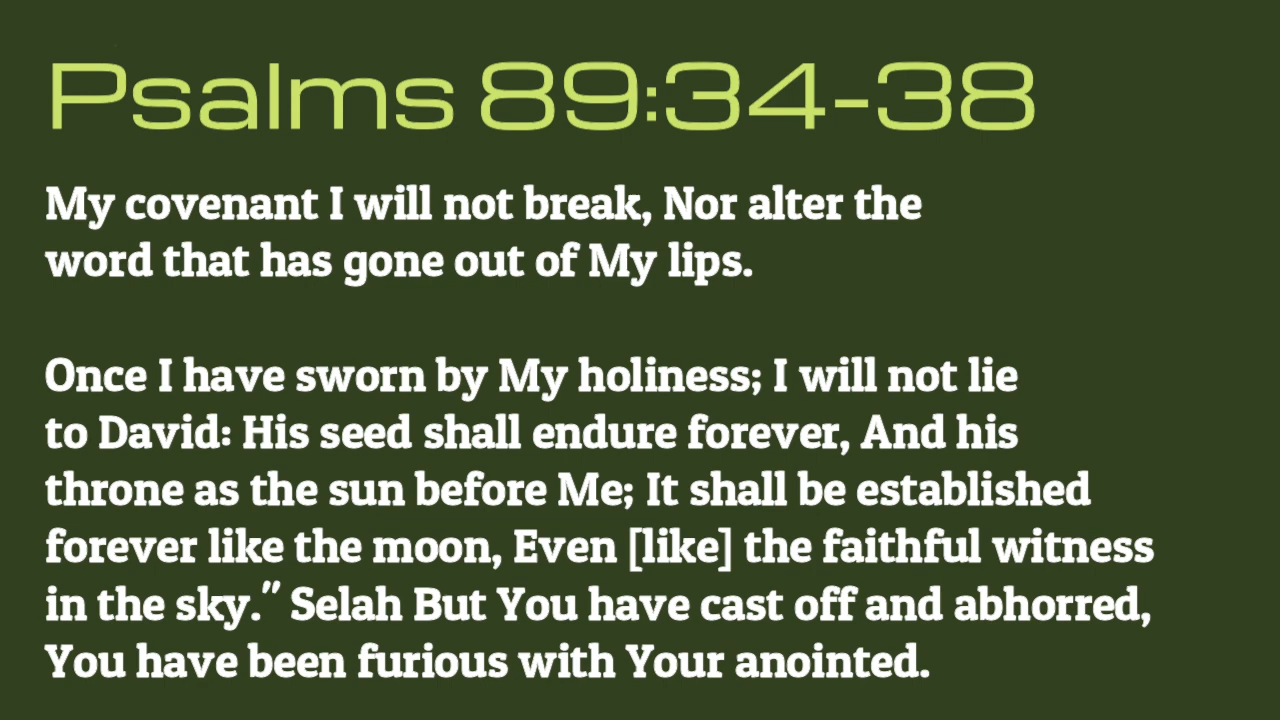 Psalms 89:34-38
My covenant I will not break, Nor alter the
word that has gone out of My lips.
Once I have sworn by My holiness; I will not lie
to David: His seed shall endure forever, And his
throne as the sun before Me; It shall be established
forever like the moon, Even [like] the faithful witness
in the sky." Selah But You have cast off and abhorred,
You have been furious with Your anointed.